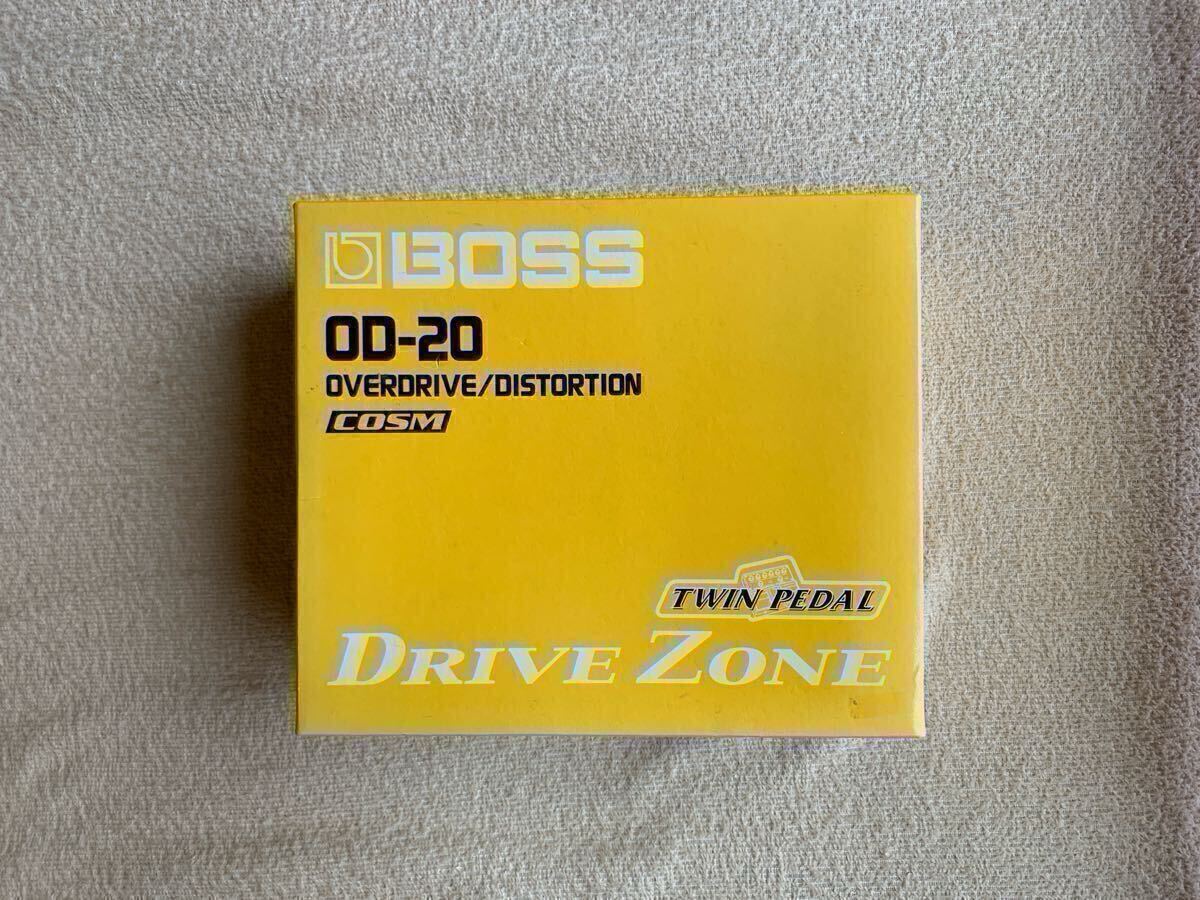 BOSS
OD-20
OVERDRIVE/DISTORTION
COSM
TWIN PEDAL
DRIVE ZONE